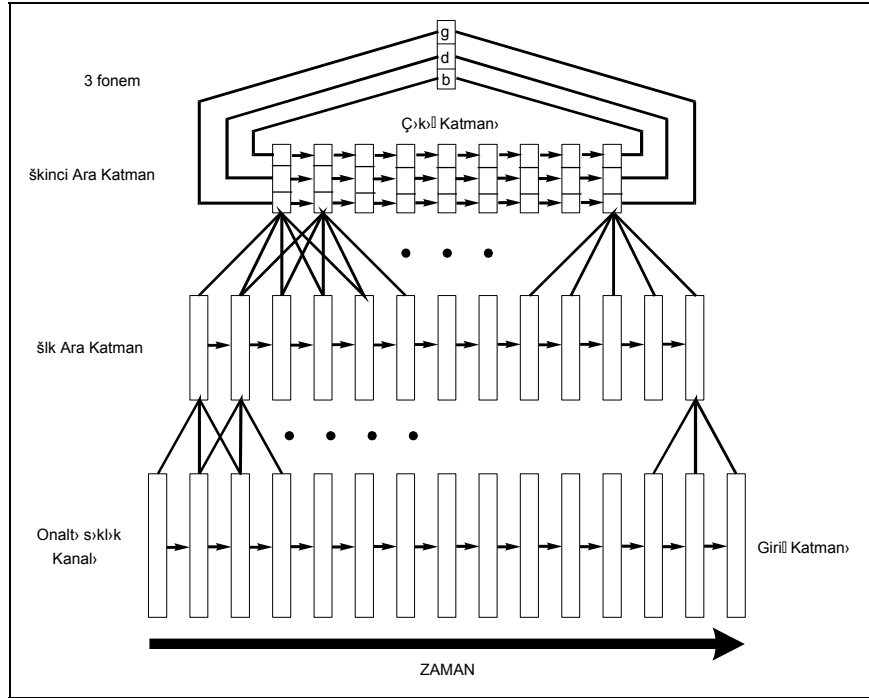 g
d
3 fonem
b
Ç›k› Katman›
škinci Ara Katman
šlk Ara Katman
Onalt› s›kl›k
Kanal›
Giri Katman›
ZAMAN